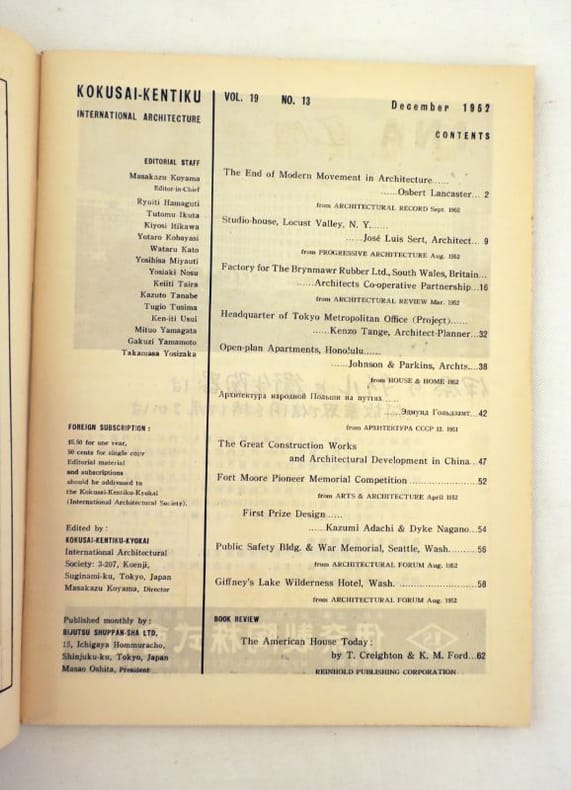 KOKUSAI-KENTIKU
INTERNATIONAL ARCHITECTURE
VOL. 19 NO. 13
December 1952
CONTENTS
EDITORIAL STAFF
Masakazu Koyama
Editor-in-Chief
Ryuiti Hamaguti
Tutomu Ikuta
Kiyosi Itikawa
Yotaro Kobayasi
Wataru Kato
Yosihisa Miyauti
Yosiaki Nosu
Keiiti Taira
Kazuto Tanabe
Tugio Tusima
Ken-iti Usui
Mituo Yamagata
Gakuzi Yamamoto
Takamasa Yosizaka
FOREIGN SUBSCRIPTION :
$5.50 for one year,
50 cents for single copy
Editorial material
and subscriptions
should be addressed to
the Kokusai-Kentiku-Kyokai
(International Architectural Society).
Edited by :
KOKUSAI-KENTIKU-KYOKAI
International Architectural
Society: 3-207, Koenji,
Suginami-ku, Tokyo, Japan
Masakazu Koyama, Director
Published monthly by :
BIJUTSU SHUPPAN-SHA LTD,
15, Ichigaya Hommuracho,
Shinjuku-ku, Tokyo, Japan
Masao Oshita, President
The End of Modern Movement in Architecture......
......Osbert Lancaster... 2
from ARCHITECTURAL RECORD Sept. 1952
Studio-house, Locust Valley, N. Y.......
......José Luis Sert, Architect... 9
from PROGRESSIVE ARCHITECTURE Aug. 1952
Factory for The Brynmawr Rubber Ltd., South Wales, Britain...
......Architects Co-operative Partnership...16
from ARCHITECTURAL REVIEW Mar. 1952
Headquarter of Tokyo Metropolitan Office (Project)......
......Kenzo Tange, Architect-Planner...32
Open-plan Apartments, Honolulu......
......Johnson & Parkins, Archts....38
from HOUSE & HOME 1952
Архитектура народной Польши на путях ......
......Эдмунд Гольдзамт...42
from АРХИТЕКТУРА СССР 12. 1951
The Great Construction Works
and Architectural Development in China...47
Fort Moore Pioneer Memorial Competition ..................52
from ARTS & ARCHITECTURE April 1952
First Prize Design ......
......Kazumi Adachi & Dyke Nagano...54
Public Safety Bldg. & War Memorial, Seattle, Wash..........56
from ARCHITECTURAL FORUM Aug. 1952
Giffney's Lake Wilderness Hotel, Wash. ........................58
from ARCHITECTURAL FORUM Aug. 1952
BOOK REVIEW
The American House Today :
by T. Creighton & K. M. Ford...62
REINHOLD PUBLISHING CORPORATION